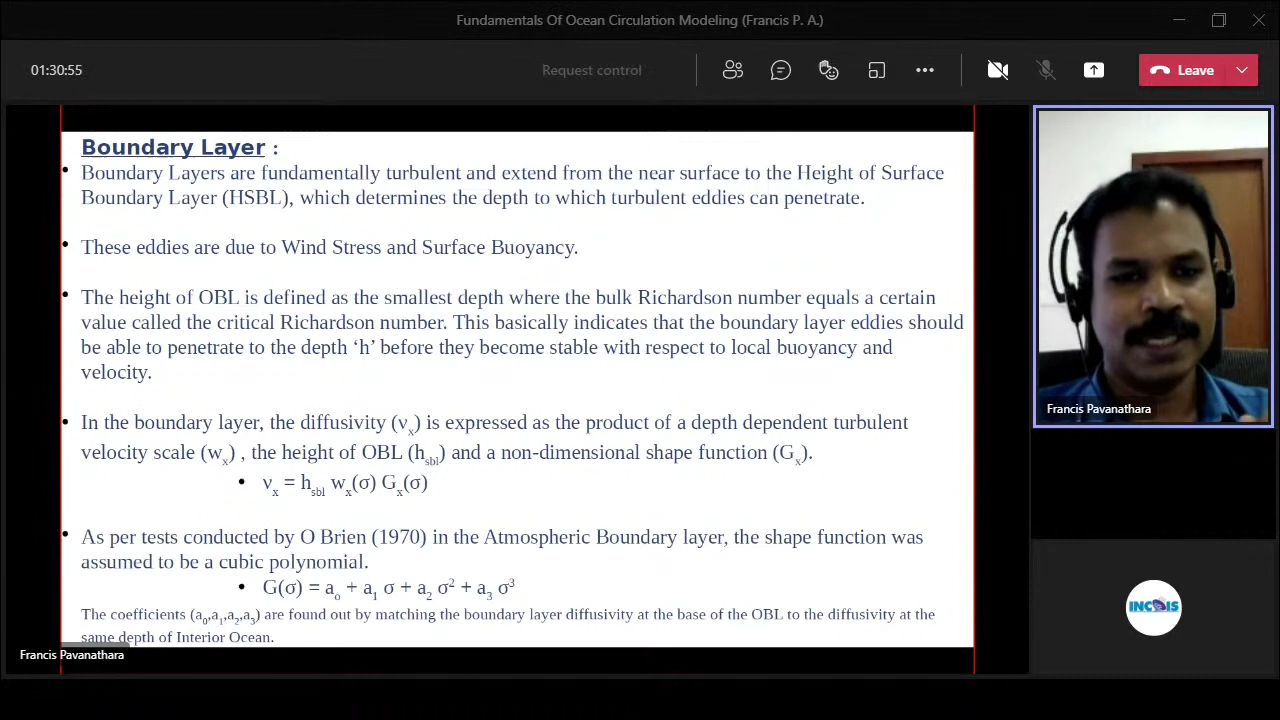 Fundamentals Of Ocean Circulation Modeling (Francis P. A.)
01:30:55
Request control
Leave
Boundary Layer :
• Boundary Layers are fundamentally turbulent and extend from the near surface to the Height of Surface
Boundary Layer (HSBL), which determines the depth to which turbulent eddies can penetrate.
• These eddies are due to Wind Stress and Surface Buoyancy.
• The height of OBL is defined as the smallest depth where the bulk Richardson number equals a certain
value called the critical Richardson number. This basically indicates that the boundary layer eddies should
be able to penetrate to the depth ‘h’ before they become stable with respect to local buoyancy and
velocity.
• In the boundary layer, the diffusivity (νₓ) is expressed as the product of a depth dependent turbulent
velocity scale (wₓ) , the height of OBL (h_sbl) and a non-dimensional shape function (Gₓ).
• νₓ = h_sbl wₓ(σ) Gₓ(σ)
• As per tests conducted by O Brien (1970) in the Atmospheric Boundary layer, the shape function was
assumed to be a cubic polynomial.
• G(σ) = aₒ + a₁ σ + a₂ σ² + a₃ σ³
The coefficients (a₀,a₁,a₂,a₃) are found out by matching the boundary layer diffusivity at the base of the OBL to the diffusivity at the
same depth of Interior Ocean.
Francis Pavanathara
Francis Pavanathara
INCOIS